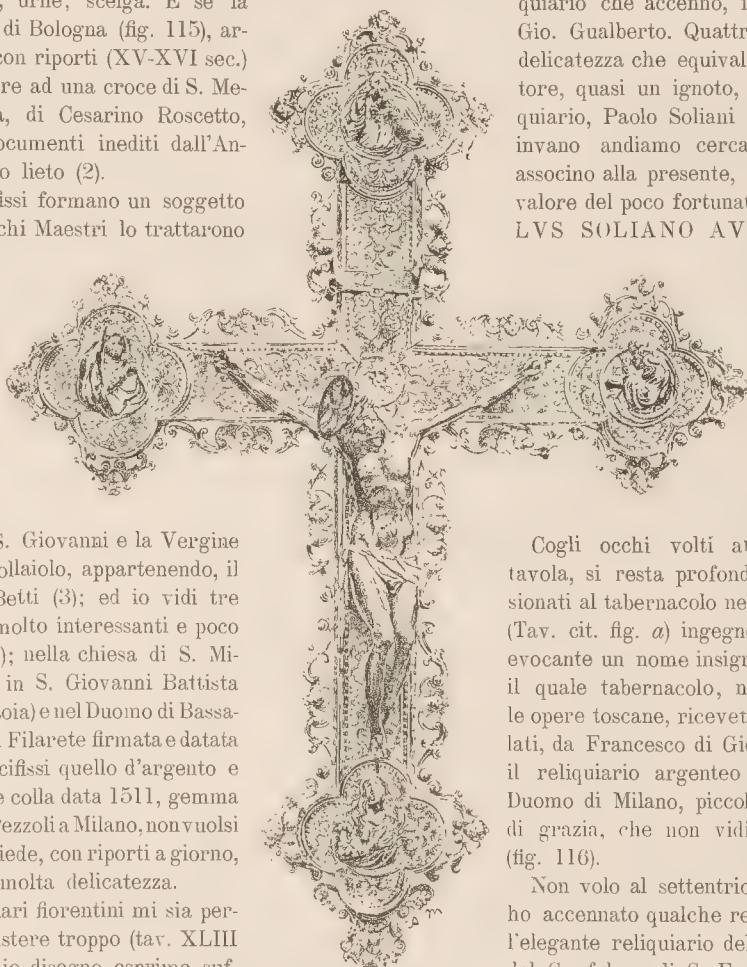 di Bologna (fig. 115), ar-
con riporti (XV-XVI sec.)
re ad una croce di S. Me-
, di Cesarino Roscetto,
ocumenti inediti dall'An-
o lieto (2).
issi formano un soggetto
chi Maestri lo trattarono
S. Giovanni e la Vergine
ollaiolo, appartenendo, il
Betti (3); ed io vidi tre
molto interessanti e poco
); nella chiesa di S. Mi-
in S. Giovanni Battista
oia) e nel Duomo di Bassa-
Filarete firmata e datata
cifissi quello d'argento e
e colla data 1511, gemma
Pezzoli a Milano, non vuolsi
iede, con riporti a giorno,
molta delicatezza.
ari fiorentini mi sia per-
stere troppo (tav. XLIII
quiario che accenno,
Gio. Gualberto. Quattr
delicatezza che equival
tore, quasi un ignoto,
quiario, Paolo Soliani
invano andiamo cerca
associno alla presente,
valore del poco fortunat
LVS SOLIANO AV
Cogli occhi volti a
tavola, si resta profond
sionati al tabernacolo ne
(Tav. cit. fig. a) ingegn
evocante un nome insign
il quale tabernacolo, n
le opere toscane, ricevet
lati, da Francesco di Gi
il reliquiario argenteo
Duomo di Milano, piccol
di grazia, che non vidi
(fig. 116).
Non volo al settentrio
ho accennato qualche re
l'elegante reliquiario del